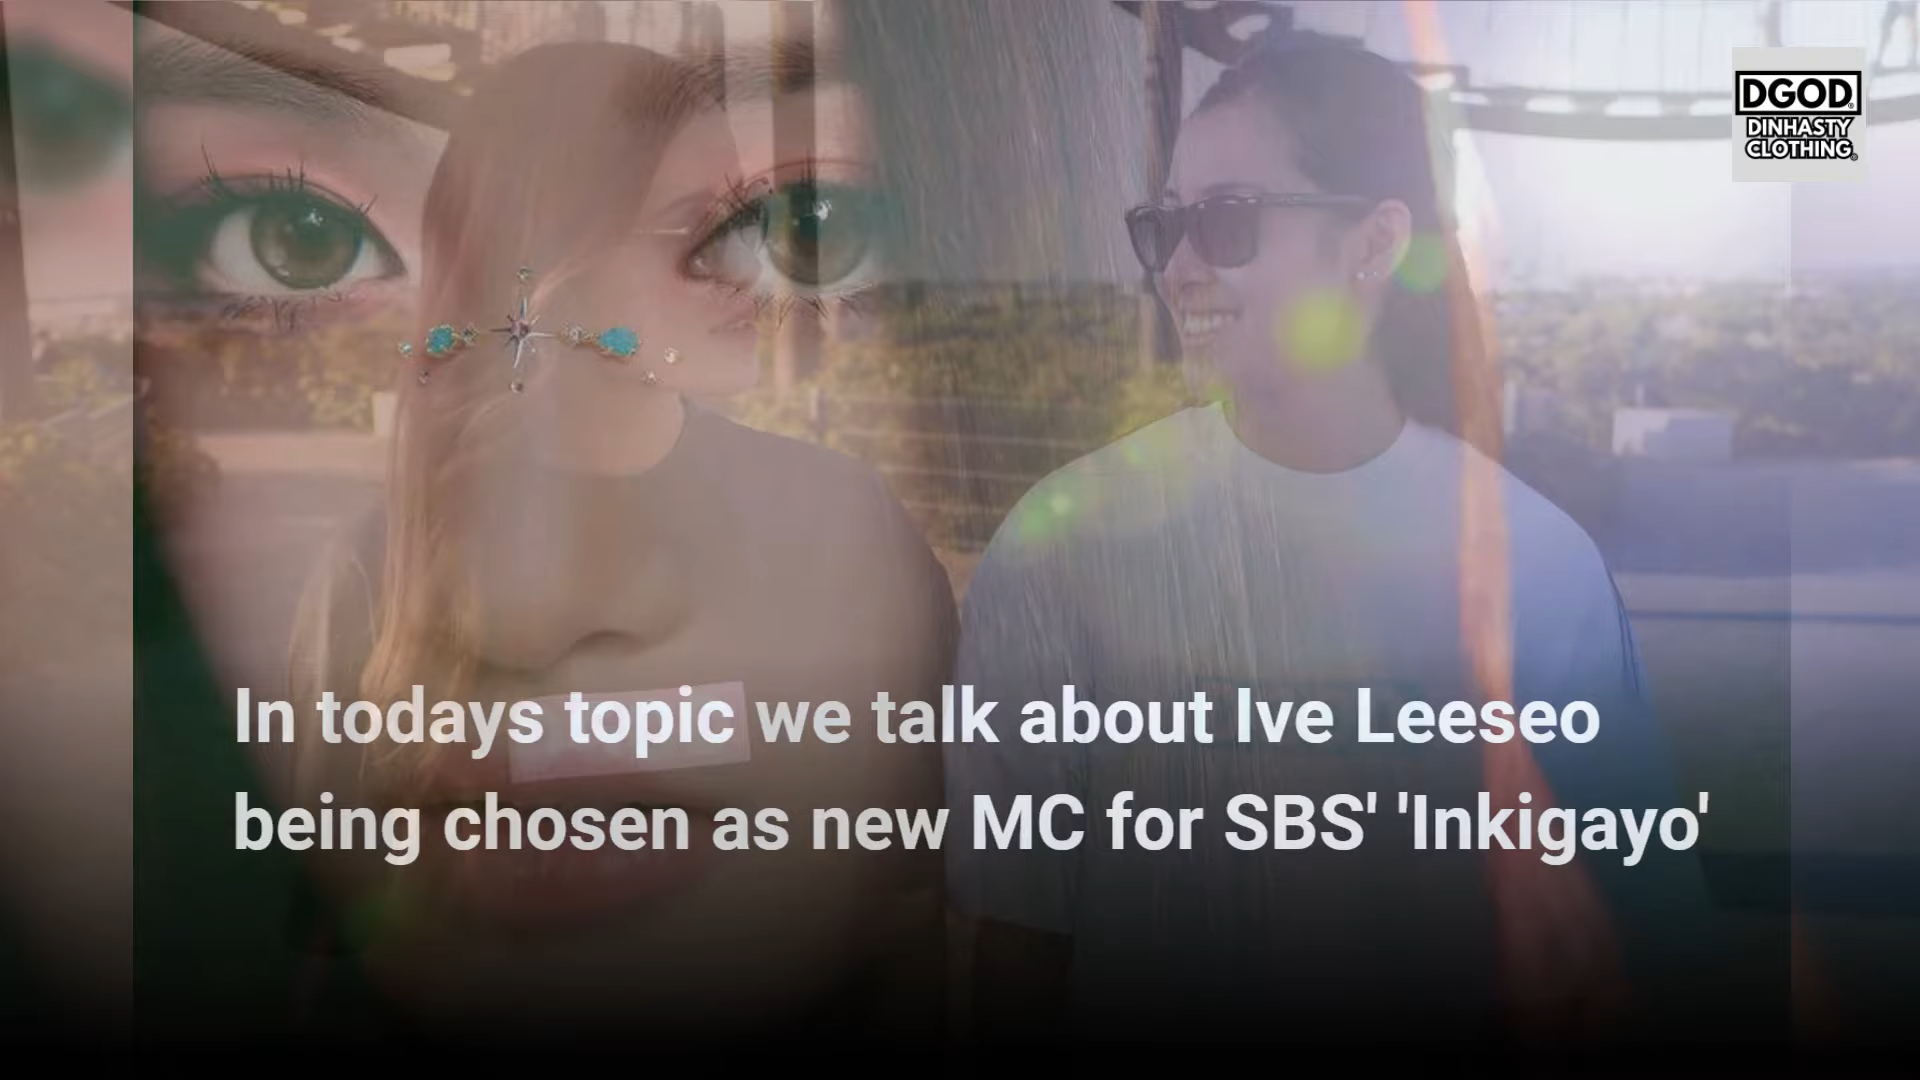 DGOD®
DINHASTY
CLOTHING®
In todays topic we talk about Ive Leeseo
being chosen as new MC for SBS' 'Inkigayo'